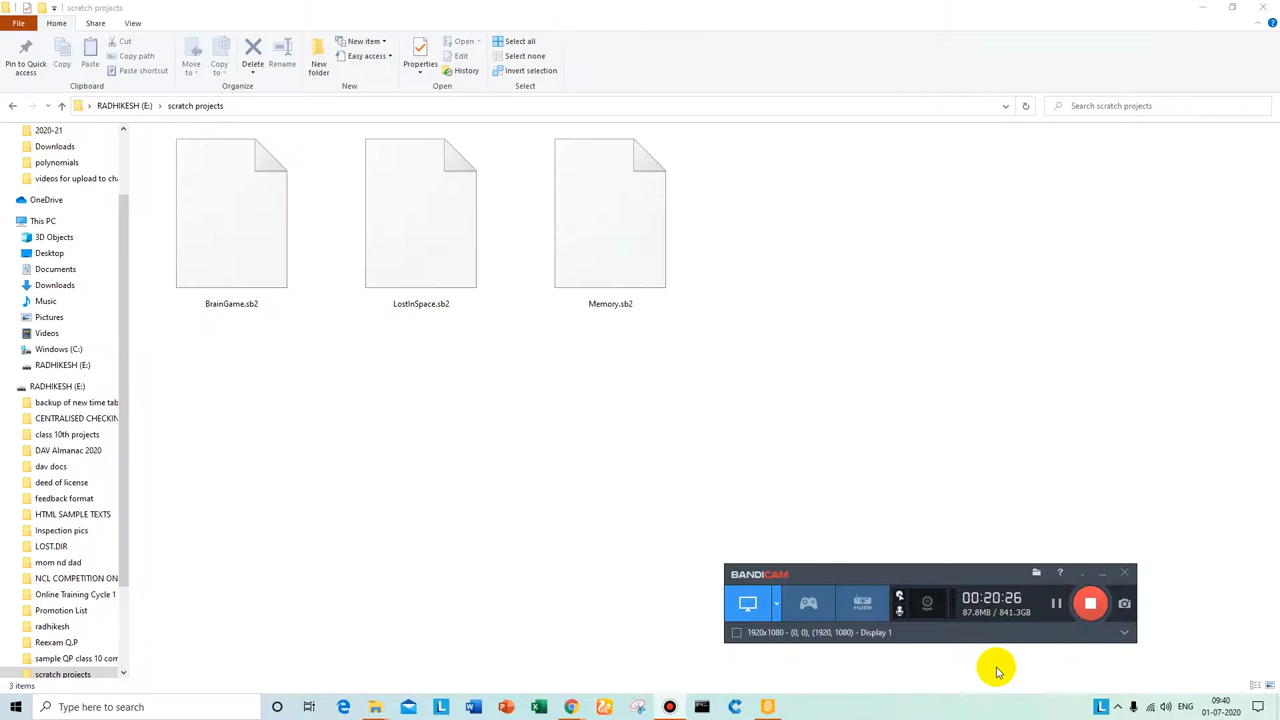 scratch projects
File Home Share View
Pin to Quick access
Copy
Paste
Cut
Copy path
Paste shortcut
Clipboard
Move to
Copy to
Delete
Rename
Organize
New folder
New item
Easy access
New
Properties
Open
Edit
History
Open
Select all
Select none
Invert selection
Select
RADHIKESH (E:) scratch projects
Search scratch projects
2020-21
Downloads
polynomials
videos for upload to cha
OneDrive
This PC
3D Objects
Desktop
Documents
Downloads
Music
Pictures
Videos
Windows (C:)
RADHIKESH (E:)
RADHIKESH (E:)
backup of new time tab
CENTRALISED CHECKIN
class 10th projects
DAV Almanac 2020
dav docs
deed of license
feedback format
HTML SAMPLE TEXTS
Inspection pics
LOST.DIR
mom nd dad
NCL COMPETITION ON
Online Training Cycle 1
Promotion List
radhikesh
Reexam Q.P
sample QP class 10 com
scratch projects
BrainGame.sb2
LostInSpace.sb2
Memory.sb2
BANDICAM
HDMI
00:20:26
87.8MB / 841.3GB
1920x1080 - (0, 0), (1920, 1080) - Display 1
3 items
Type here to search
ENG
09:40
01-07-2020